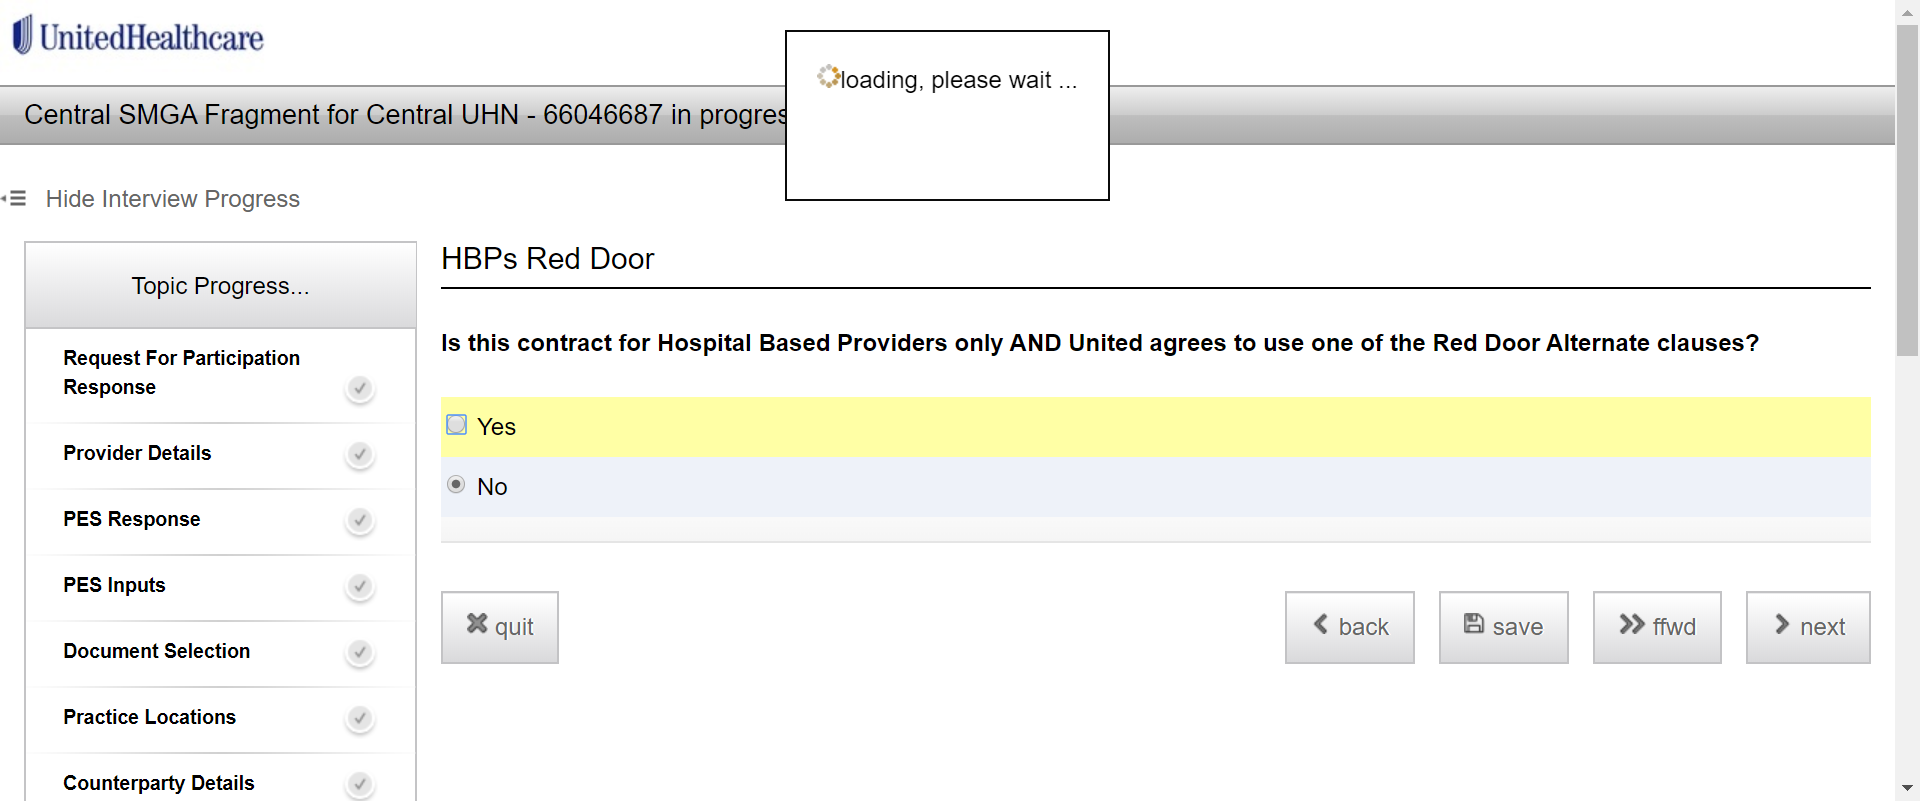 UnitedHealthcare
loading, please wait ...
Central SMGA Fragment for Central UHN - 66046687 in progres
Hide Interview Progress
Topic Progress...
Request For Participation
Response
Provider Details
PES Response
PES Inputs
Document Selection
Practice Locations
Counterparty Details
HBPs Red Door
Is this contract for Hospital Based Providers only AND United agrees to use one of the Red Door Alternate clauses?
Yes
No
quit
back
save
ffwd
next